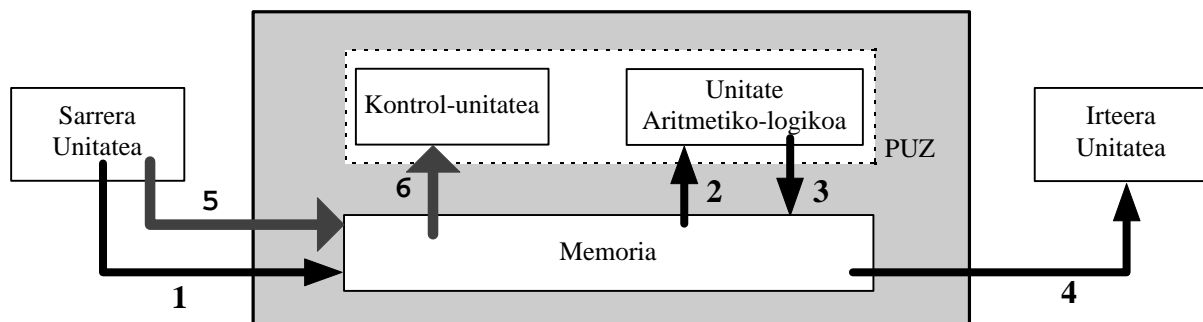 Sarrera
Unitatea
Kontrol-unitatea
Unitate
Aritmetiko-logikoa
PUZ
Irteera
Unitatea
5
6
2
3
Memoria
1
4